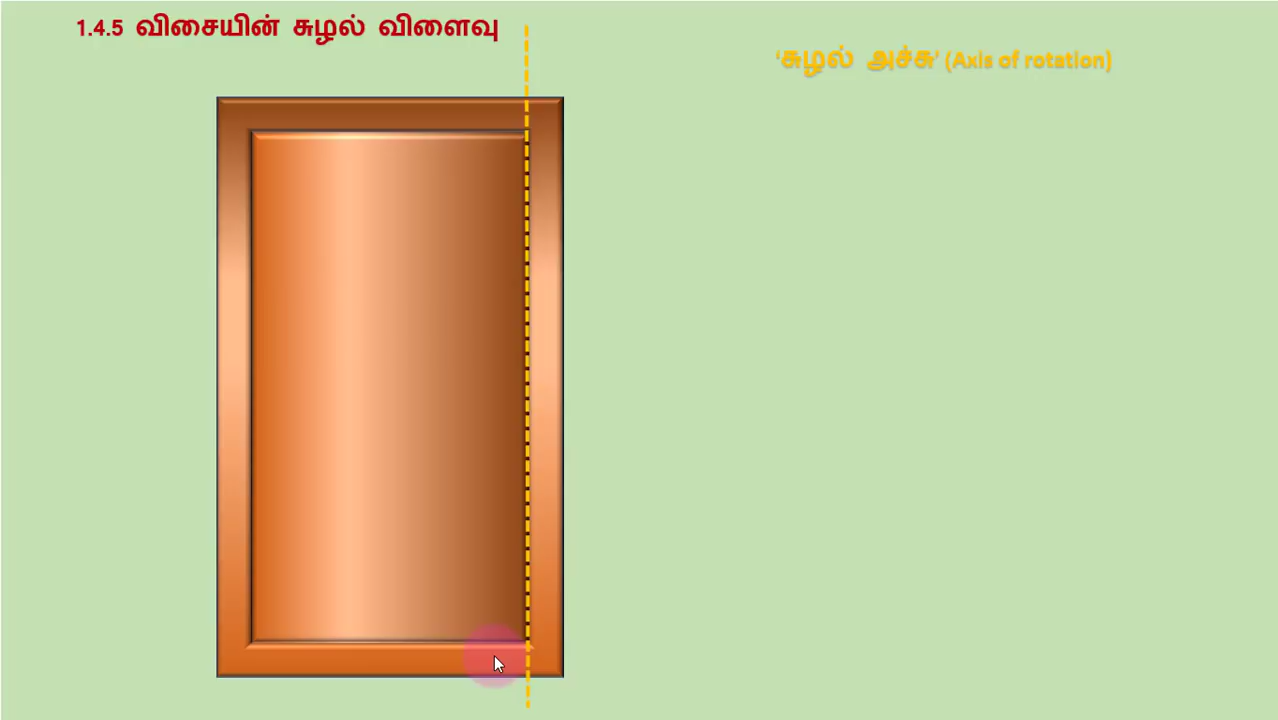 1.4.5 விசையின் சுழல் விளைவு
‘சுழல் அச்சு’ (Axis of rotation)